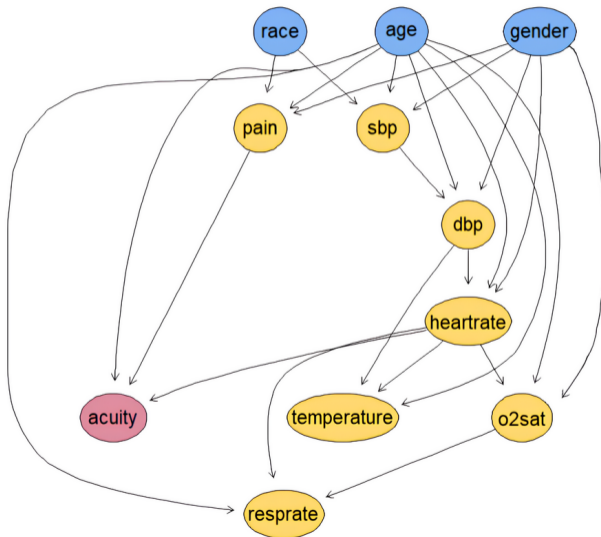 race
age
gender
pain
sbp
dbp
heartrate
acuity
temperature
o2sat
resprate